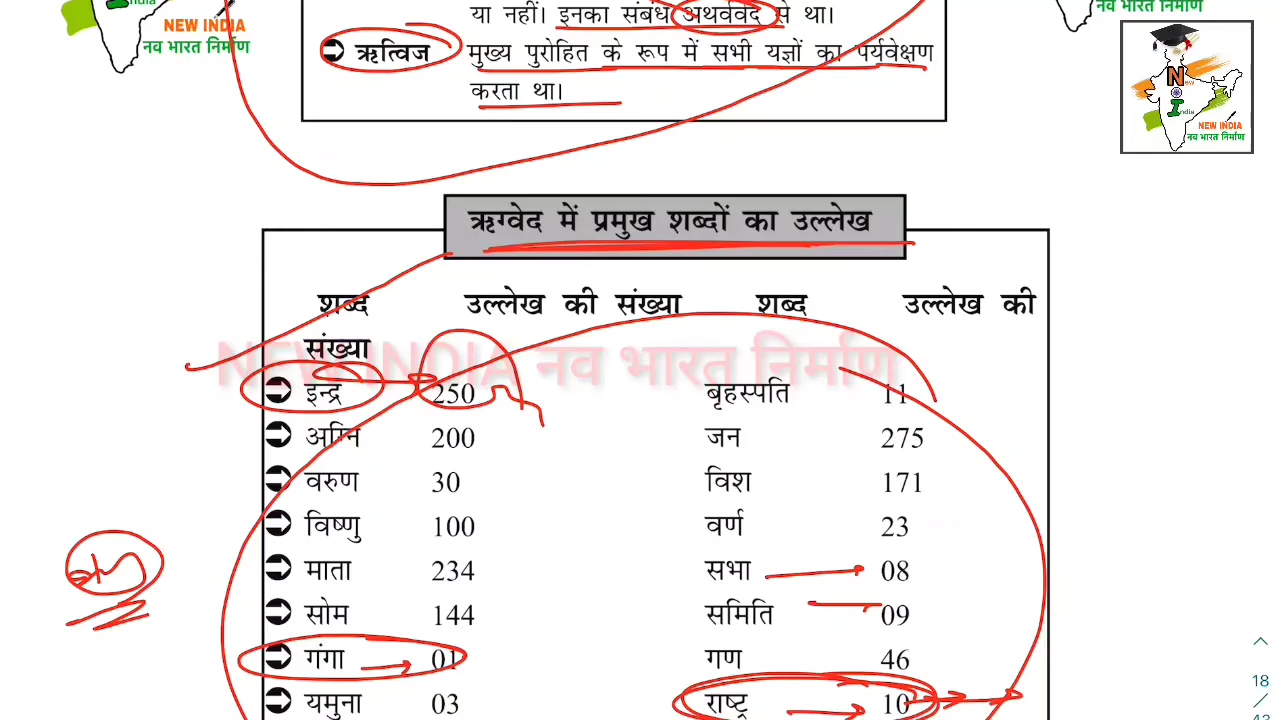 ndia
NEW INDIA
नव भारत निर्माण
या नहीं। इनका संबंध अथर्ववेद से था।
ऋत्विज मुख्य पुरोहित के रूप में सभी यज्ञों का पर्यवेक्षण
करता था।
N
India
NEW INDIA
नव भारत निर्माण
नव भारत निर्माण
ऋग्वेद में प्रमुख शब्दों का उल्लेख
शब्द उल्लेख की संख्या शब्द उल्लेख की
संख्या
NEW INDIA नव भारत निर्माण
इन्द्र 250 बृहस्पति 11
अग्नि 200 जन 275
वरुण 30 विश 171
विष्णु 100 वर्ण 23
माता 234 सभा 08
सोम 144 समिति 09
गंगा 01 गण 46
यमुना 03 राष्ट्र 10
18
/